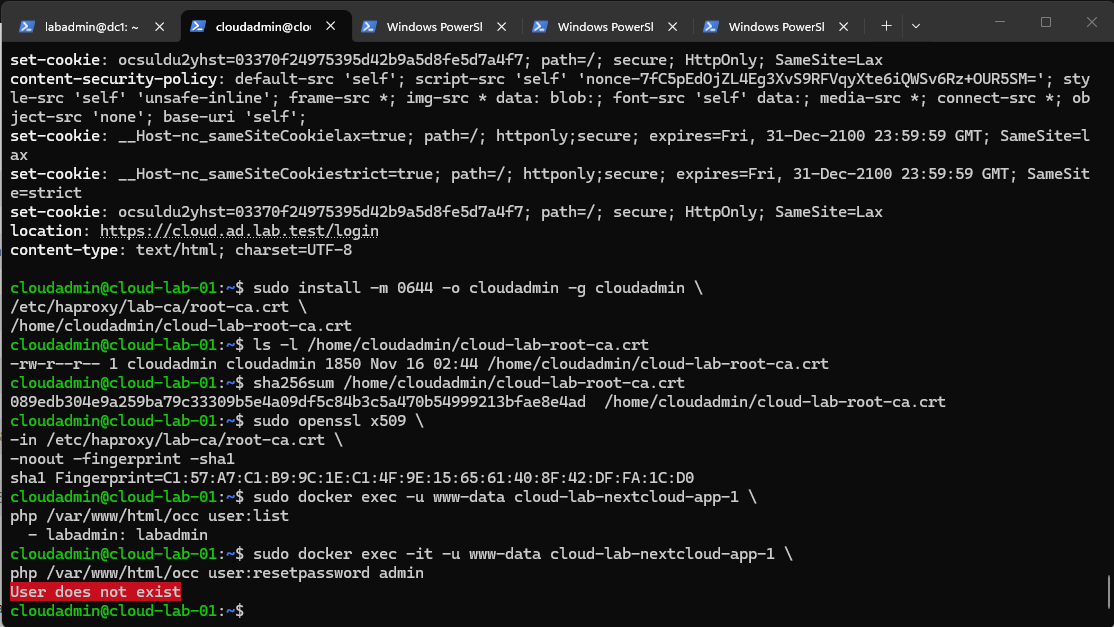 labadmin@dc1: ~
cloudadmin@clou
Windows PowerSl
Windows PowerSl
Windows PowerSl
set-cookie: ocsuldu2yhst=03370f24975395d42b9a5d8fe5d7a4f7; path=/; secure; HttpOnly; SameSite=Lax
content-security-policy: default-src 'self'; script-src 'self' 'nonce-7fC5pEdOjZL4Eg3XvS9RFVqyXte6iQWSv6Rz+OUR5SM='; sty
le-src 'self' 'unsafe-inline'; frame-src *; img-src * data: blob:; font-src 'self' data:; media-src *; connect-src *; ob
ject-src 'none'; base-uri 'self';
set-cookie: __Host-nc_sameSiteCookielax=true; path=/; httponly;secure; expires=Fri, 31-Dec-2100 23:59:59 GMT; SameSite=l
ax
set-cookie: __Host-nc_sameSiteCookiestrict=true; path=/; httponly;secure; expires=Fri, 31-Dec-2100 23:59:59 GMT; SameSit
e=strict
set-cookie: ocsuldu2yhst=03370f24975395d42b9a5d8fe5d7a4f7; path=/; secure; HttpOnly; SameSite=Lax
location: https://cloud.ad.lab.test/login
content-type: text/html; charset=UTF-8
cloudadmin@cloud-lab-01:~$ sudo install -m 0644 -o cloudadmin -g cloudadmin \
/etc/haproxy/lab-ca/root-ca.crt \
/home/cloudadmin/cloud-lab-root-ca.crt
cloudadmin@cloud-lab-01:~$ ls -l /home/cloudadmin/cloud-lab-root-ca.crt
-rw-r--r-- 1 cloudadmin cloudadmin 1850 Nov 16 02:44 /home/cloudadmin/cloud-lab-root-ca.crt
cloudadmin@cloud-lab-01:~$ sha256sum /home/cloudadmin/cloud-lab-root-ca.crt
089edb304e9a259ba79c33309b5e4a09df5c84b3c5a470b54999213bfae8e4ad  /home/cloudadmin/cloud-lab-root-ca.crt
cloudadmin@cloud-lab-01:~$ sudo openssl x509 \
-in /etc/haproxy/lab-ca/root-ca.crt \
-noout -fingerprint -sha1
sha1 Fingerprint=C1:57:A7:C1:B9:9C:1E:C1:4F:9E:15:65:61:40:8F:42:DF:FA:1C:D0
cloudadmin@cloud-lab-01:~$ sudo docker exec -u www-data cloud-lab-nextcloud-app-1 \
php /var/www/html/occ user:list
  - labadmin: labadmin
cloudadmin@cloud-lab-01:~$ sudo docker exec -it -u www-data cloud-lab-nextcloud-app-1 \
php /var/www/html/occ user:resetpassword admin
User does not exist
cloudadmin@cloud-lab-01:~$